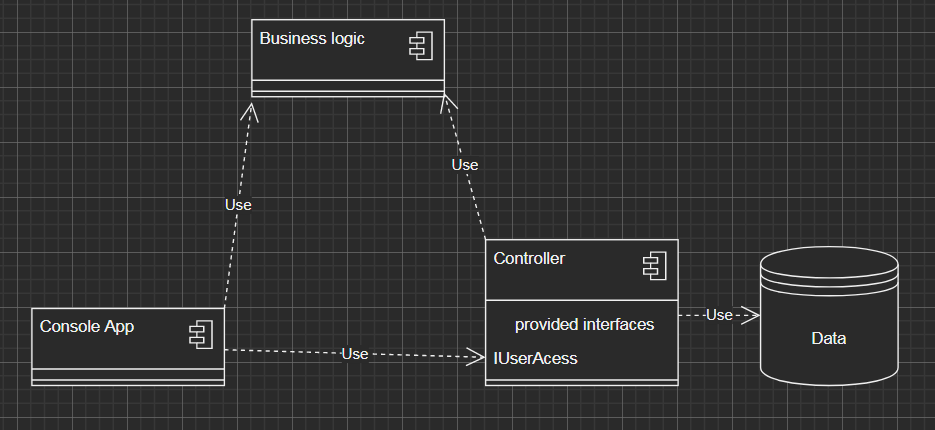 Business logic
Use
Use
Controller
provided interfaces
IUserAcess
Use
Data
Console App
Use